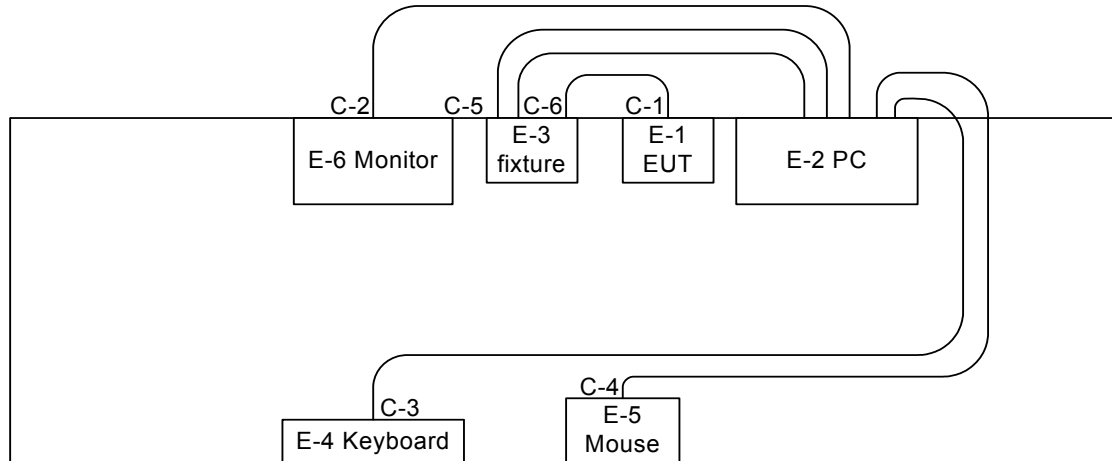 C-2
C-5
C-6
C-1
E-6 Monitor
E-3
fixture
E-1
EUT
E-2 PC
C-3
C-4
E-4 Keyboard
E-5
Mouse